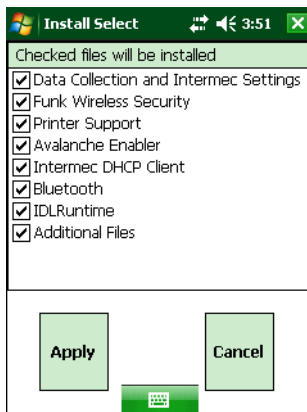 Install Select 3:51
Checked files will be installed
Data Collection and Intermec Settings
Funk Wireless Security
Printer Support
Avalanche Enabler
Intermec DHCP Client
Bluetooth
IDLRuntime
Additional Files
Apply Cancel